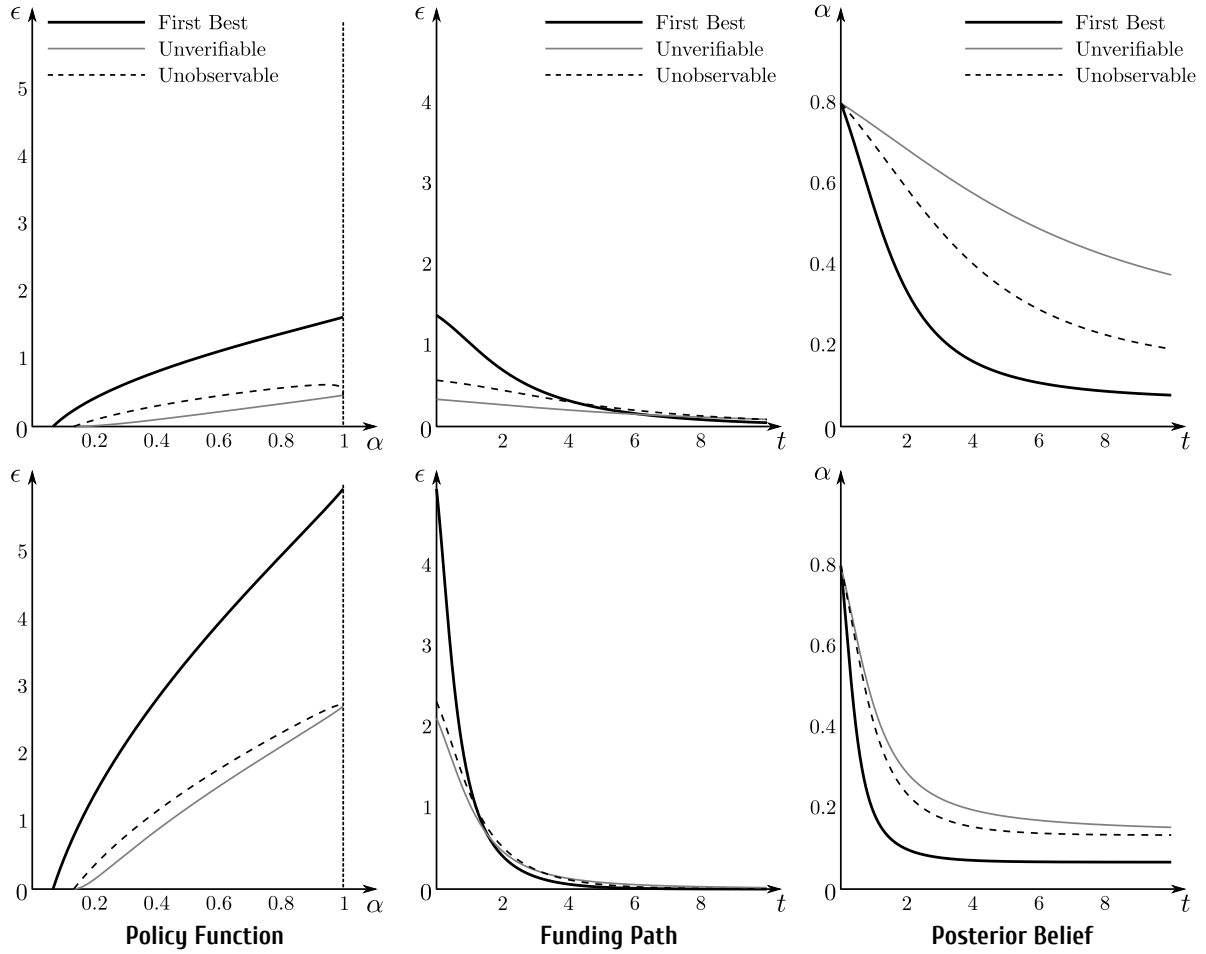 ϵ
First Best
Unverifiable
Unobservable
5
4
3
2
1
0
0.2 0.4 0.6 0.8 1 α
ϵ
First Best
Unverifiable
Unobservable
4
3
2
1
0
2 4 6 8 t
α
First Best
Unverifiable
Unobservable
0.8
0.6
0.4
0.2
0
2 4 6 8 t
ϵ
5
4
3
2
1
0
0.2 0.4 0.6 0.8 1 α
Policy Function
ϵ
4
3
2
1
0
2 4 6 8 t
Funding Path
α
0.8
0.6
0.4
0.2
0
2 4 6 8 t
Posterior Belief